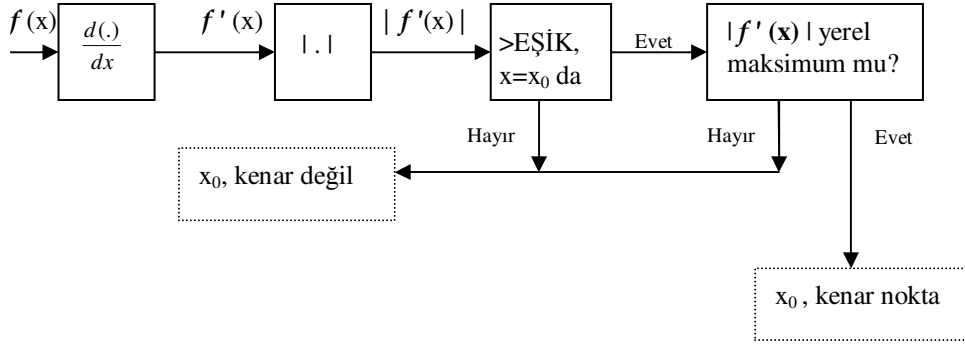 f(x)
d(.)
dx
f'(x)
| . |
| f'(x) |
>EŞİK,
x=x₀ da
Evet
| f'(x) | yerel
maksimum mu?
Hayır
Hayır
Evet
x₀, kenar değil
x₀ , kenar nokta